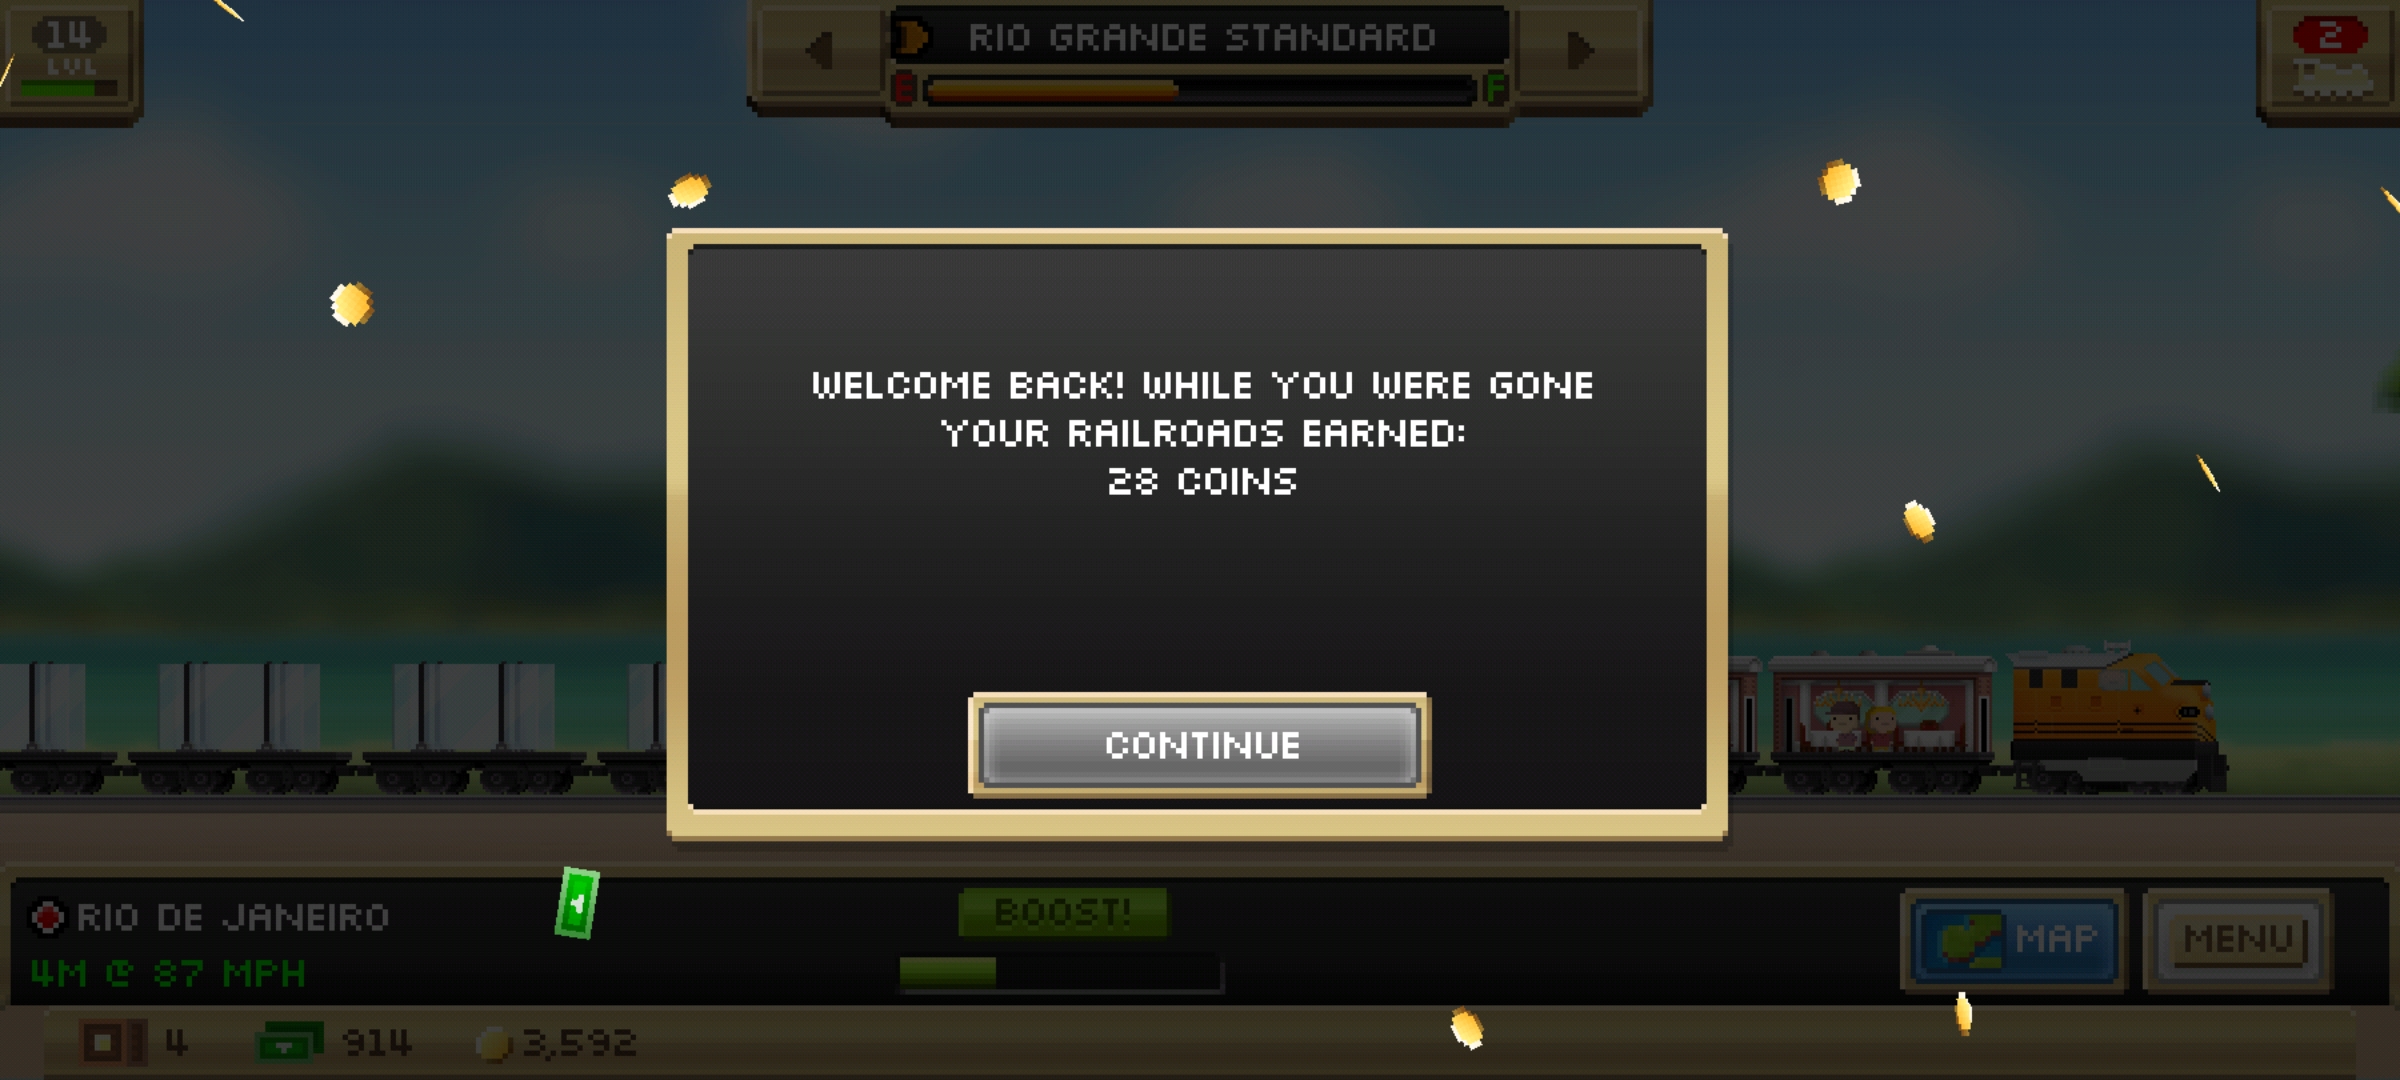 14
LVL
RIO GRANDE STANDARD
E
F
2
WELCOME BACK! WHILE YOU WERE GONE
YOUR RAILROADS EARNED:
28 COINS
CONTINUE
RIO DE JANEIRO
4M @ 87 MPH
BOOST!
MAP
MENU
4
914
3,592